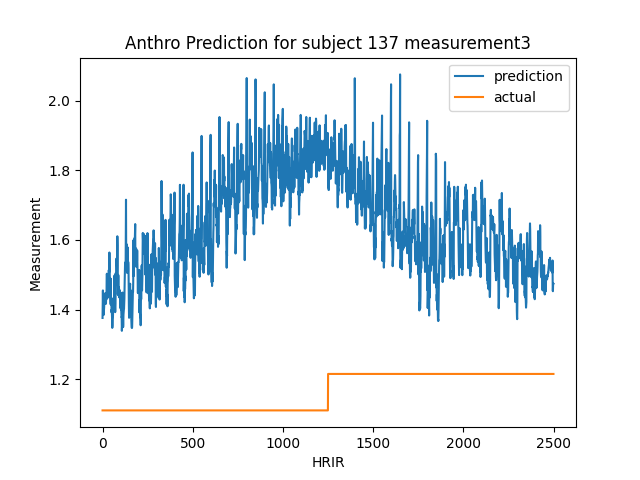 Anthro Prediction for subject 137 measurement3
prediction
actual
Measurement
2.0
1.8
1.6
1.4
1.2
0
500
1000
1500
2000
2500
HRIR